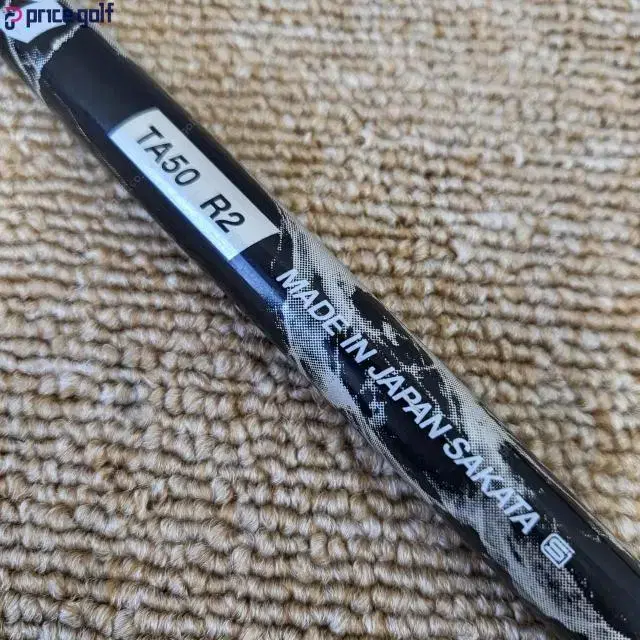 price golf
TA50 R2
MADE IN JAPAN SAKATA